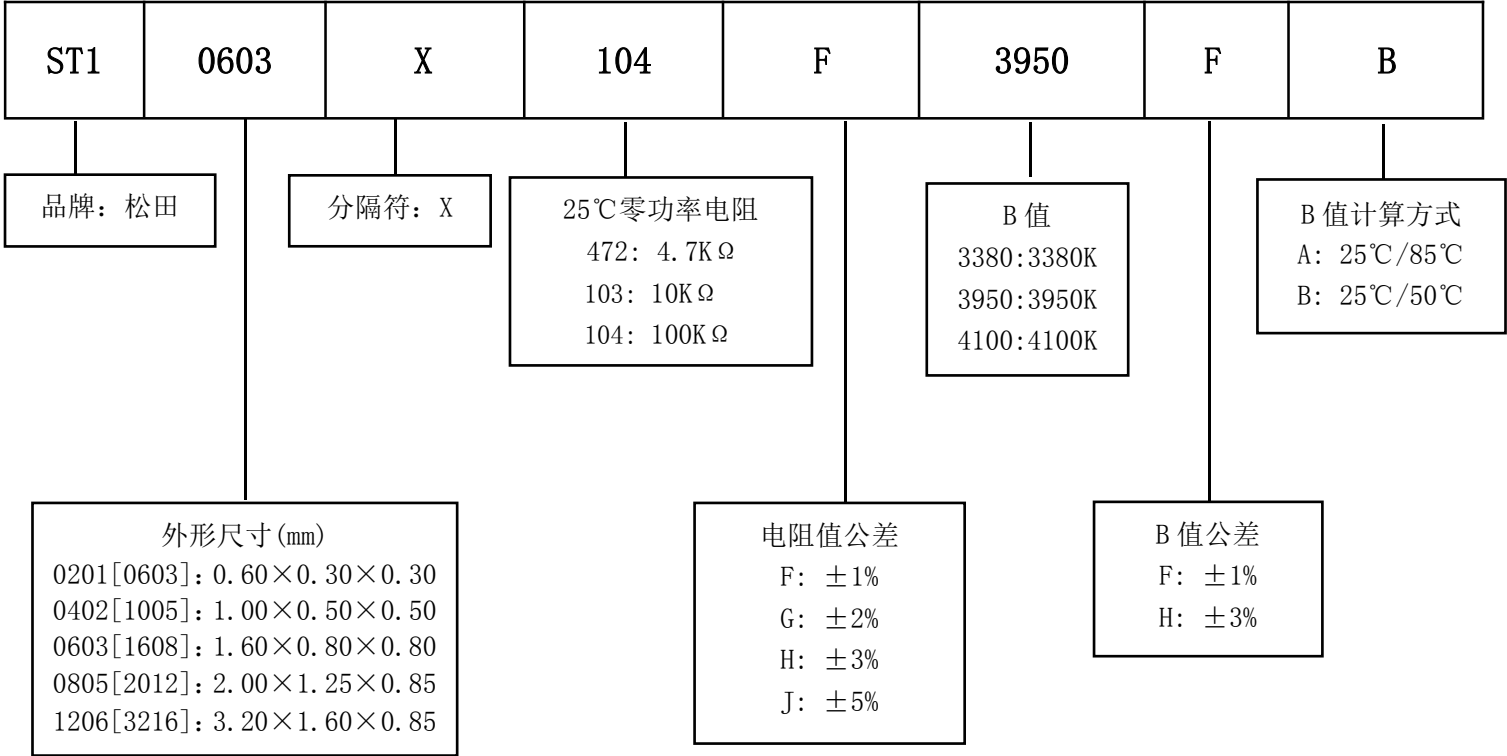 ST1 0603 X 104 F 3950 F B
品牌：松田
分隔符：X
25℃零功率电阻
472: 4.7KΩ
103: 10KΩ
104: 100KΩ
B值
3380:3380K
3950:3950K
4100:4100K
B值计算方式
A: 25℃/85℃
B: 25℃/50℃
外形尺寸(mm)
0201[0603]：0.60×0.30×0.30
0402[1005]：1.00×0.50×0.50
0603[1608]：1.60×0.80×0.80
0805[2012]：2.00×1.25×0.85
1206[3216]：3.20×1.60×0.85
电阻值公差
F: ±1%
G: ±2%
H: ±3%
J: ±5%
B值公差
F: ±1%
H: ±3%